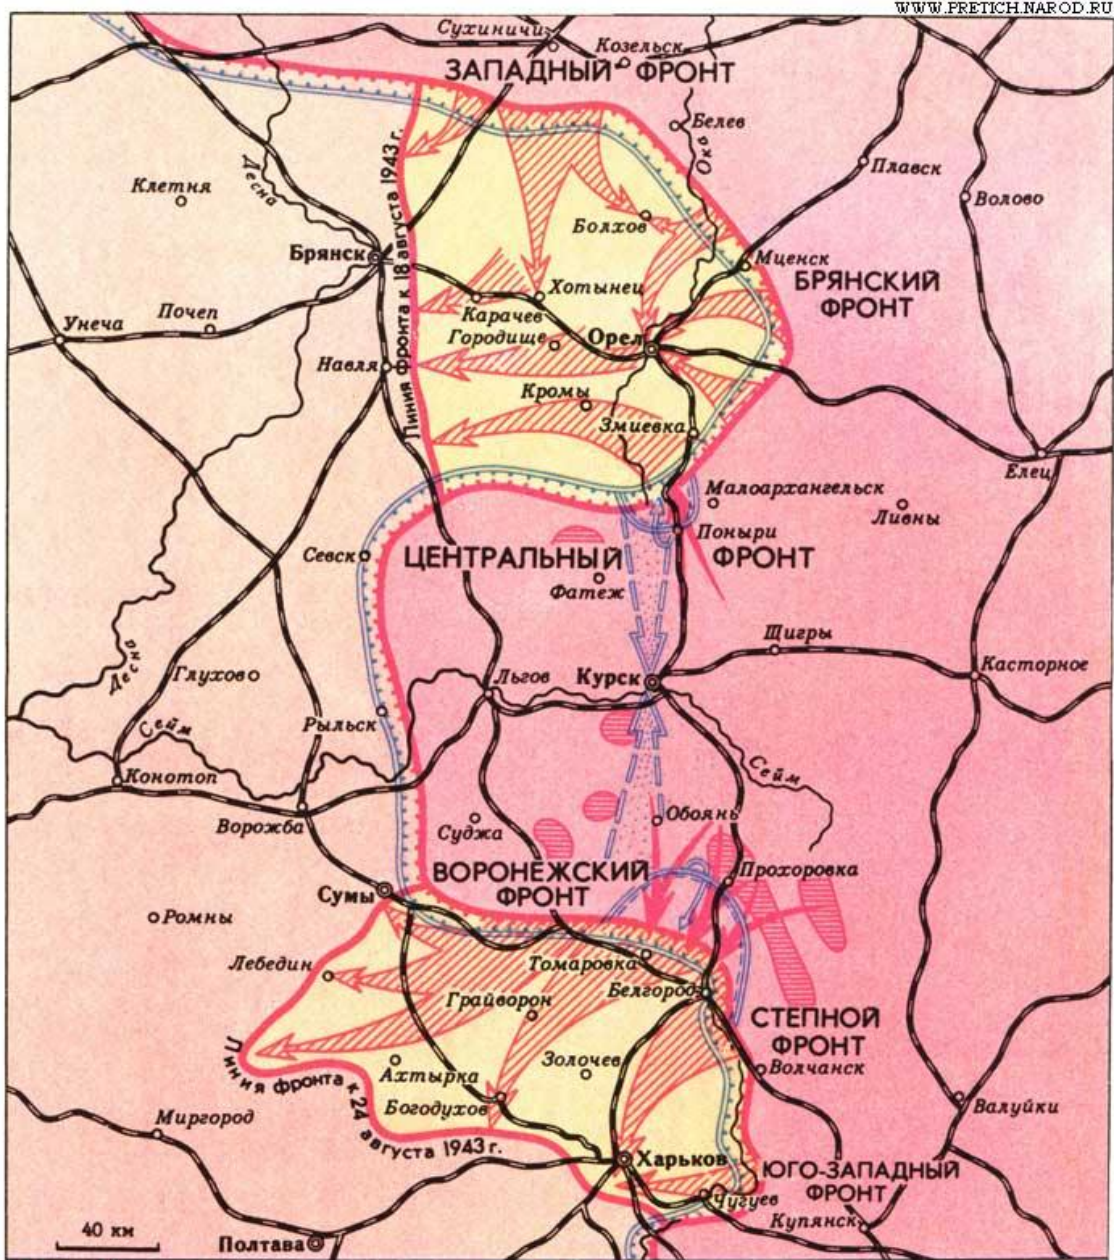 WWW.PRETICH.NAROD.RU
Сухиничи
Козельск
ЗАПАДНЫЙ ФРОНТ
Белев
Ока
Плавск
Десна
Клетня
Волово
Болхов
Линия фронта к 18 августа 1943 г.
Брянск
Мценск
БРЯНСКИЙ
ФРОНТ
Хотынец
Карачев
Почеп
Унеча
Городище
Орел
Навля
Кромы
Змиевка
Елец
Малоархангельск
Ливны
Поныри
Севск
ЦЕНТРАЛЬНЫЙ ФРОНТ
Фатеж
Щигры
Десна
Глухово
Льгов
Курск
Касторное
Рыльск
Сейм
Сейм
Конотоп
Ворожба
Суджа
Обоянь
ВОРОНЕЖСКИЙ
ФРОНТ
Прохоровка
Сумы
Ромны
Лебедин
Томаровка
Белгород
Грайворон
СТЕПНОЙ
ФРОНТ
Золочев
Волчанск
Ахтырка
Линия фронта к 24 августа 1943 г.
Богодухов
Валуйки
Миргород
Харьков
ЮГО-ЗАПАДНЫЙ
ФРОНТ
Чугуев
Купянск
40 км
Полтава